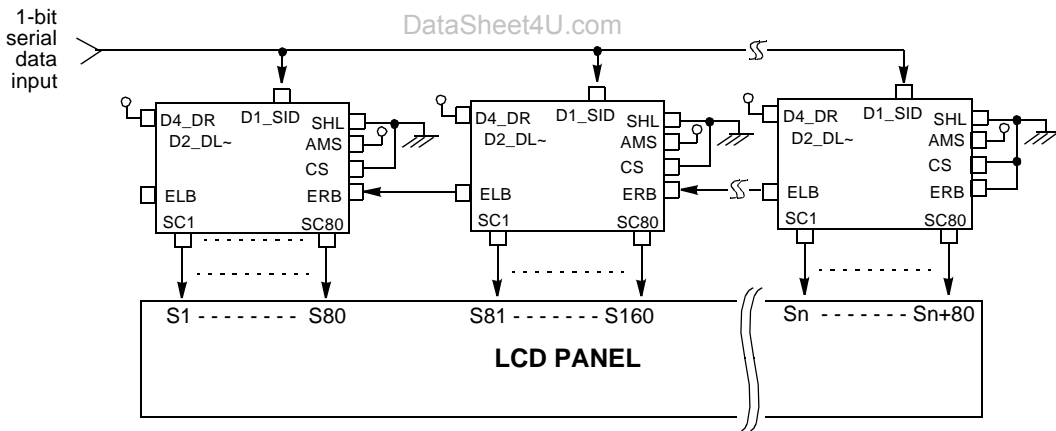 1-bit
serial
data
input
DataSheet4U.com
D4_DR
D1_SID
SHL
D2_DL~
AMS
CS
ELB
ERB
SC1
SC80
D4_DR
D1_SID
SHL
D2_DL~
AMS
CS
ELB
ERB
SC1
SC80
D4_DR
D1_SID
SHL
D2_DL~
AMS
CS
ELB
ERB
SC1
SC80
S1 - - - - - - - - S80
S81 - - - - - - S160
Sn - - - - - - - Sn+80
LCD PANEL